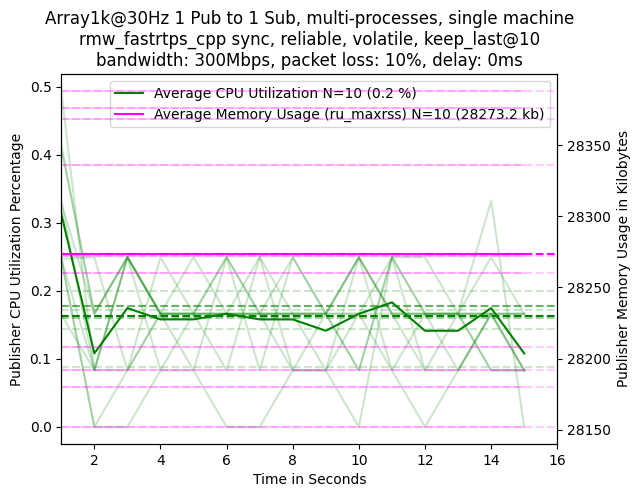 Array1k@30Hz 1 Pub to 1 Sub, multi-processes, single machine
rmw_fastrtps_cpp sync, reliable, volatile, keep_last@10
bandwidth: 300Mbps, packet loss: 10%, delay: 0ms
Average CPU Utilization N=10 (0.2 %)
Average Memory Usage (ru_maxrss) N=10 (28273.2 kb)
Publisher CPU Utilization Percentage
0.5
0.4
0.3
0.2
0.1
0.0
28350
28300
28250
28200
28150
Publisher Memory Usage in Kilobytes
2 4 6 8 10 12 14 16
Time in Seconds